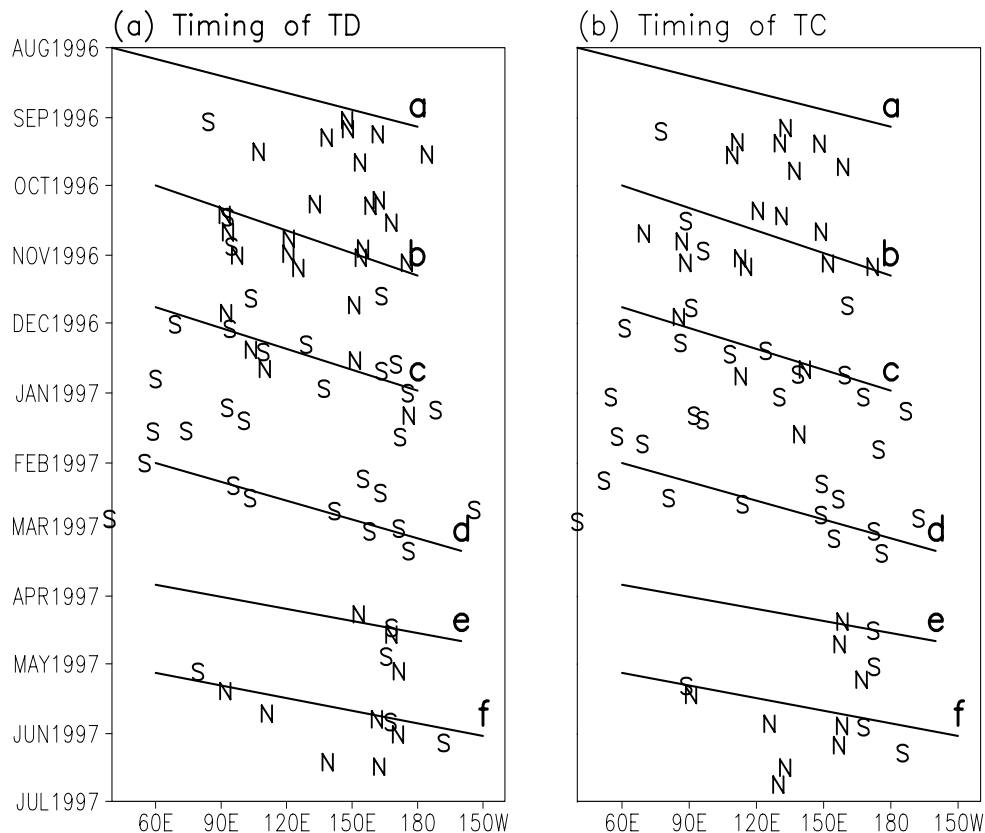 (a) Timing of TD
(b) Timing of TC
AUG1996
SEP1996
OCT1996
NOV1996
DEC1996
JAN1997
FEB1997
MAR1997
APR1997
MAY1997
JUN1997
JUL1997
a
b
c
d
e
f
a
b
c
d
e
f
60E 90E 120E 150E 180 150W
60E 90E 120E 150E 180 150W